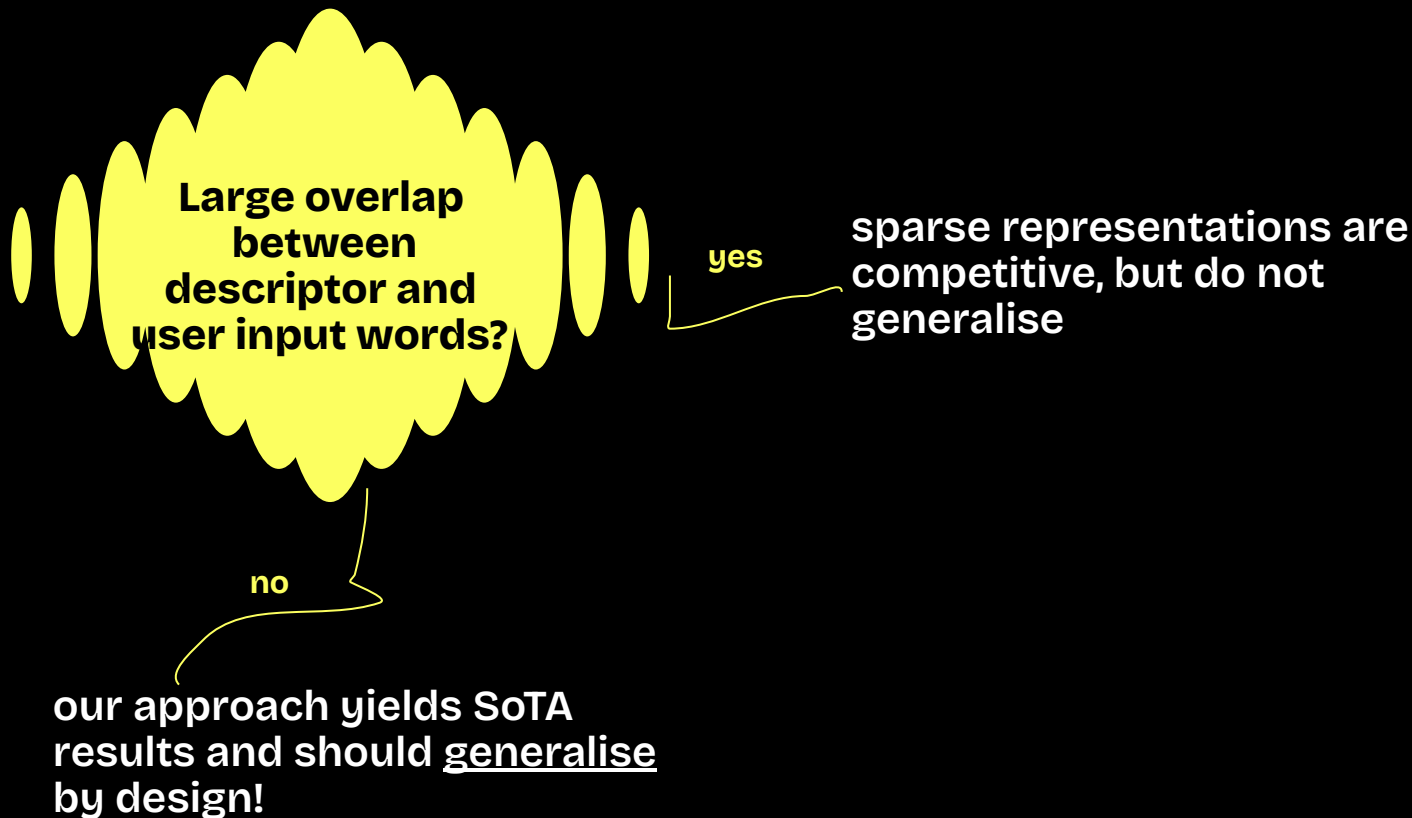 Large overlap
between
descriptor and
user input words?
yes
sparse representations are
competitive, but do not
generalise
no
our approach yields SoTA
results and should generalise
by design!